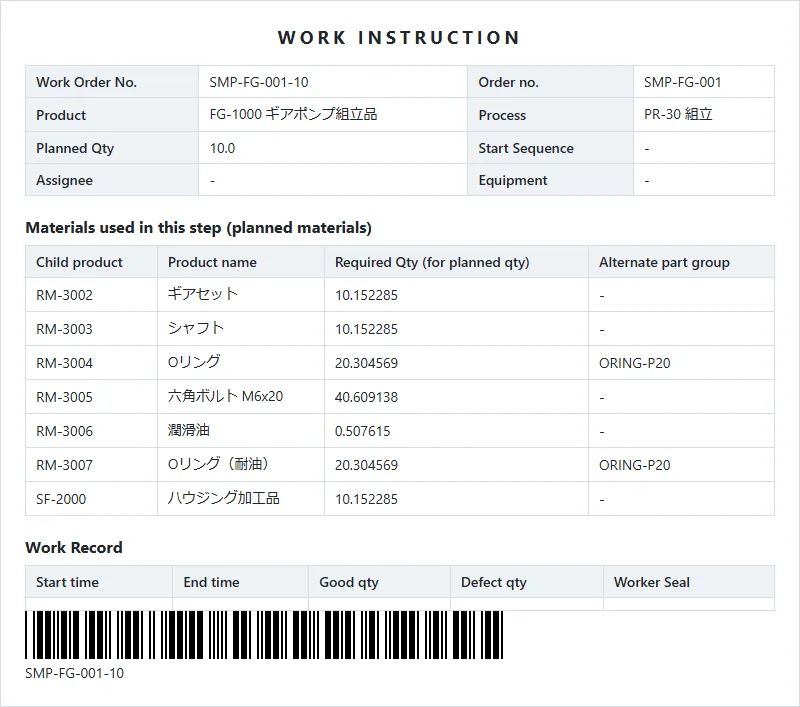 WORK INSTRUCTION
Work Order No. SMP-FG-001-10 Order no. SMP-FG-001
Product FG-1000 ギアポンプ組立品 Process PR-30 組立
Planned Qty 10.0 Start Sequence -
Assignee - Equipment -
Materials used in this step (planned materials)
Child product Product name Required Qty (for planned qty) Alternate part group
RM-3002 ギアセット 10.152285 -
RM-3003 シャフト 10.152285 -
RM-3004 Oリング 20.304569 ORING-P20
RM-3005 六角ボルト M6x20 40.609138 -
RM-3006 潤滑油 0.507615 -
RM-3007 Oリング（耐油） 20.304569 ORING-P20
SF-2000 ハウジング加工品 10.152285 -
Work Record
Start time End time Good qty Defect qty Worker Seal
SMP-FG-001-10